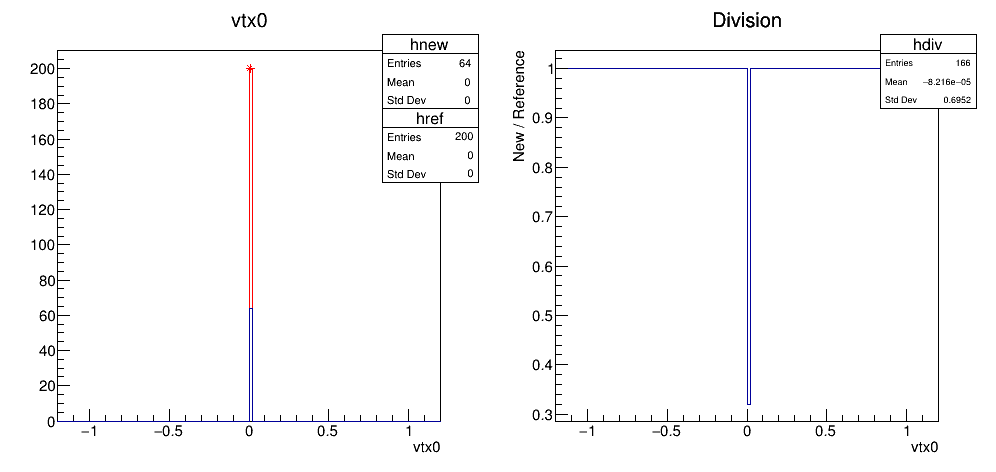 vtx0
hnew
Entries 64
Mean 0
Std Dev 0
href
Entries 200
Mean 0
Std Dev 0
200
180
160
140
120
100
80
60
40
20
0
−1 −0.5 0 0.5 1
vtx0
Division
hdiv
Entries 166
Mean −8.216e−05
Std Dev 0.6952
New / Reference
1
0.9
0.8
0.7
0.6
0.5
0.4
0.3
−1 −0.5 0 0.5 1
vtx0